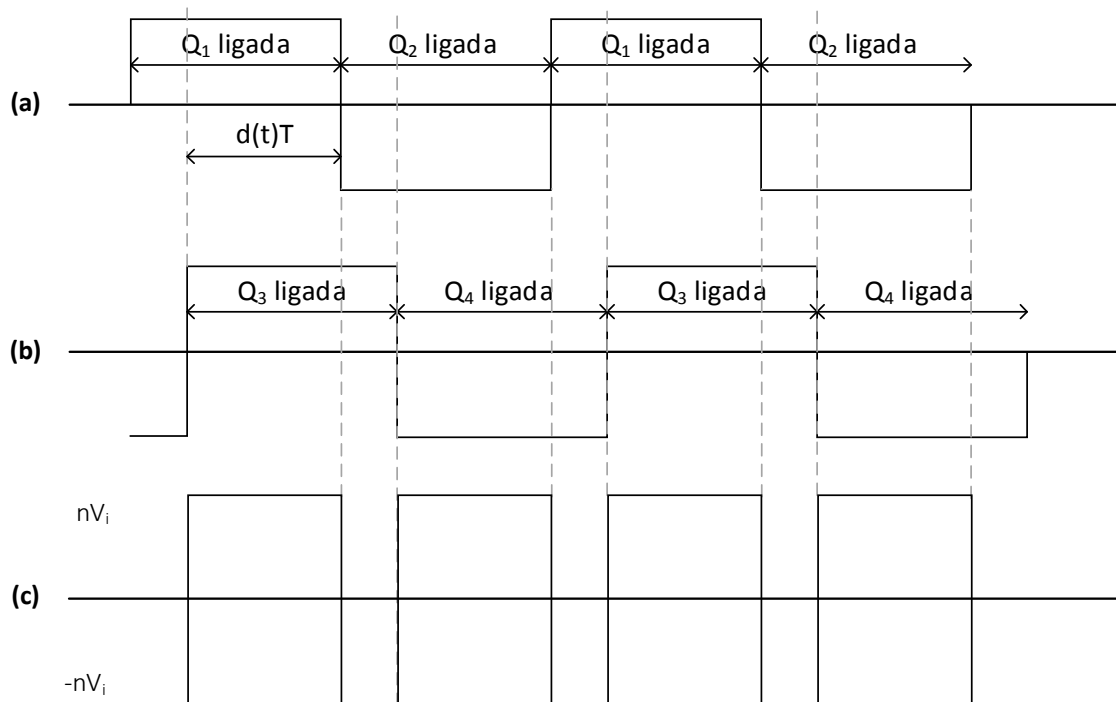 Q₁ ligada Q₂ ligada Q₁ ligada Q₂ ligada
(a)
d(t)T
Q₃ ligada Q₄ ligada Q₃ ligada Q₄ ligada
(b)
nVᵢ
(c)
-nVᵢ